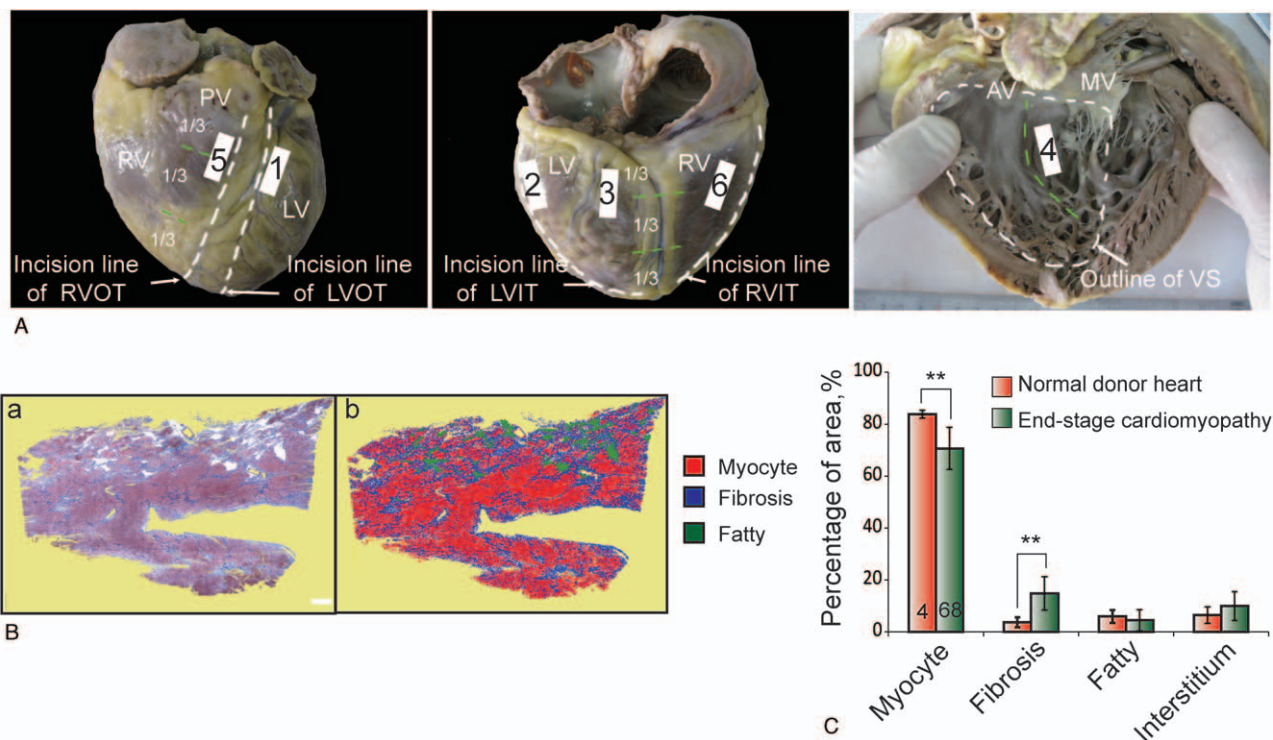 PV
1/3
RV
5
1
1/3
LV
1/3
Incision line
of RVOT
Incision line
of LVOT
LV
RV
2
3
1/3
6
1/3
1/3
Incision line
of LVIT
Incision line
of RVIT
AV
MV
4
Outline of VS
A
a
b
Myocyte
Fibrosis
Fatty
B
Percentage of area, %
100
80
60
40
20
0
**
**
Normal donor heart
End-stage cardiomyopathy
4
68
Myocyte
Fibrosis
Fatty
Interstitium
C